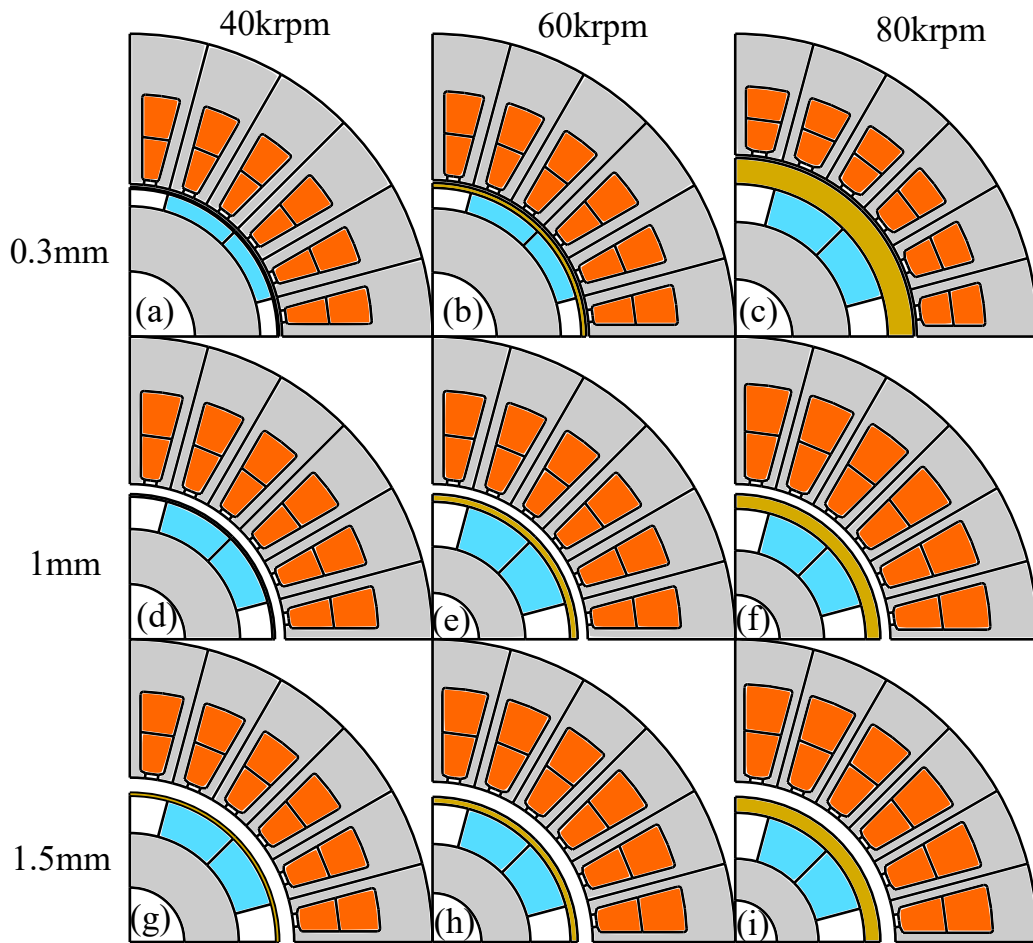 40krpm
60krpm
80krpm
0.3mm
(a)
(b)
(c)
1mm
(d)
(e)
(f)
1.5mm
(g)
(h)
(i)